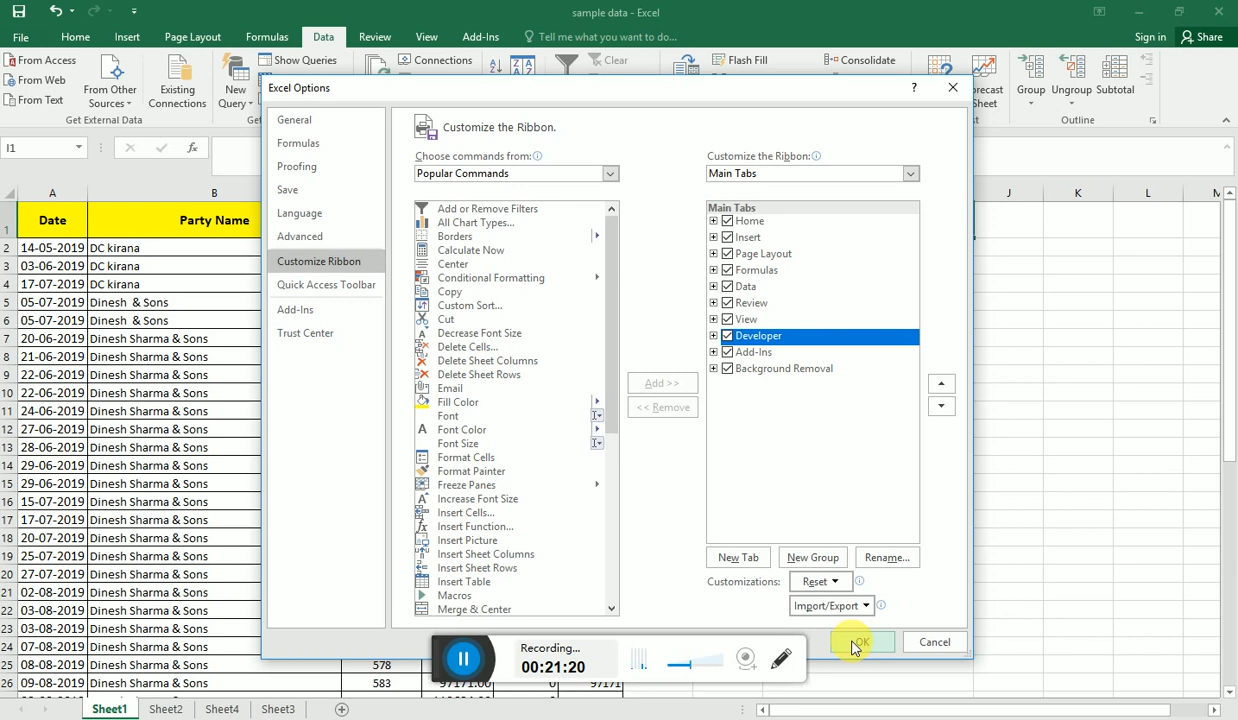 sample data - Excel
File Home Insert Page Layout Formulas Data Review View Add-Ins Tell me what you want to do... Sign in Share
From Access
From Web
From Text
From Other Sources
Existing Connections
Get External Data
New Query
Show Queries
Connections
Clear
Flash Fill
Consolidate
Sheet
Group
Ungroup
Subtotal
Outline
I1
fx
Excel Options
?
General
Formulas
Proofing
Save
Language
Advanced
Customize Ribbon
Quick Access Toolbar
Add-Ins
Trust Center
Customize the Ribbon.
Choose commands from:
Popular Commands
Add or Remove Filters
All Chart Types...
Borders
Calculate Now
Center
Conditional Formatting
Copy
Custom Sort...
Cut
Decrease Font Size
Delete Cells...
Delete Sheet Columns
Delete Sheet Rows
Email
Fill Color
Font
Font Color
Font Size
Format Cells
Format Painter
Freeze Panes
Increase Font Size
Insert Cells...
Insert Function...
Insert Picture
Insert Sheet Columns
Insert Sheet Rows
Insert Table
Macros
Merge & Center
Add >>
<< Remove
Customize the Ribbon:
Main Tabs
Main Tabs
Home
Insert
Page Layout
Formulas
Data
Review
View
Developer
Add-Ins
Background Removal
New Tab New Group Rename...
Customizations: Reset
Import/Export
OK Cancel
A B J K L M
1 Date Party Name
2 14-05-2019 DC kirana
3 03-06-2019 DC kirana
4 17-07-2019 DC kirana
5 05-07-2019 Dinesh & Sons
6 05-07-2019 Dinesh & Sons
7 20-06-2019 Dinesh Sharma & Sons
8 21-06-2019 Dinesh Sharma & Sons
9 22-06-2019 Dinesh Sharma & Sons
10 22-06-2019 Dinesh Sharma & Sons
11 24-06-2019 Dinesh Sharma & Sons
12 27-06-2019 Dinesh Sharma & Sons
13 28-06-2019 Dinesh Sharma & Sons
14 29-06-2019 Dinesh Sharma & Sons
15 29-06-2019 Dinesh Sharma & Sons
16 15-07-2019 Dinesh Sharma & Sons
17 17-07-2019 Dinesh Sharma & Sons
18 20-07-2019 Dinesh Sharma & Sons
19 25-07-2019 Dinesh Sharma & Sons
20 27-07-2019 Dinesh Sharma & Sons
21 02-08-2019 Dinesh Sharma & Sons
22 03-08-2019 Dinesh Sharma & Sons
23 03-08-2019 Dinesh Sharma & Sons
24 07-08-2019 Dinesh Sharma & Sons
25 08-08-2019 Dinesh Sharma & Sons 578
26 09-08-2019 Dinesh Sharma & Sons 583 97171.00 0 97171
Recording...
00:21:20
Sheet1 Sheet2 Sheet4 Sheet3